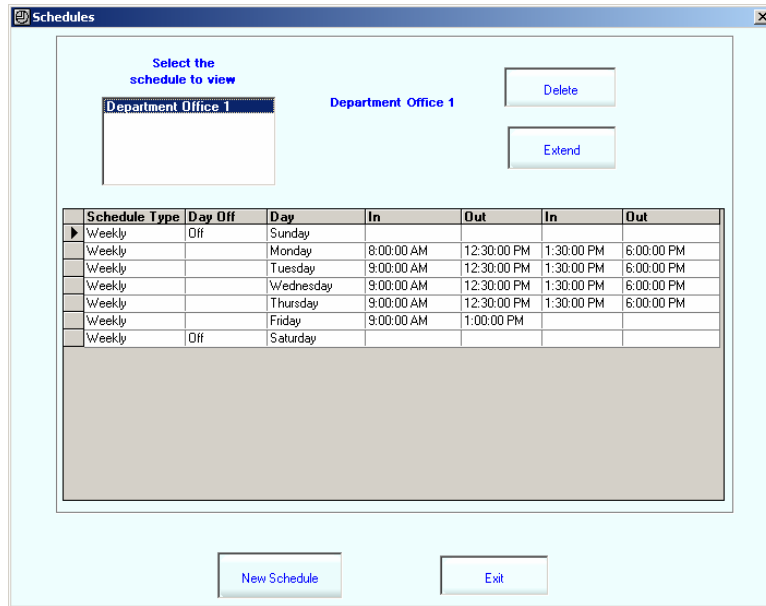 Schedules
Select the
schedule to view
Department Office 1
Department Office 1
Delete
Extend
Schedule Type Day Off Day In Out In Out
Weekly Off Sunday
Weekly Monday 8:00:00 AM 12:30:00 PM 1:30:00 PM 6:00:00 PM
Weekly Tuesday 9:00:00 AM 12:30:00 PM 1:30:00 PM 6:00:00 PM
Weekly Wednesday 9:00:00 AM 12:30:00 PM 1:30:00 PM 6:00:00 PM
Weekly Thursday 9:00:00 AM 12:30:00 PM 1:30:00 PM 6:00:00 PM
Weekly Friday 9:00:00 AM 1:00:00 PM
Weekly Off Saturday
New Schedule Exit